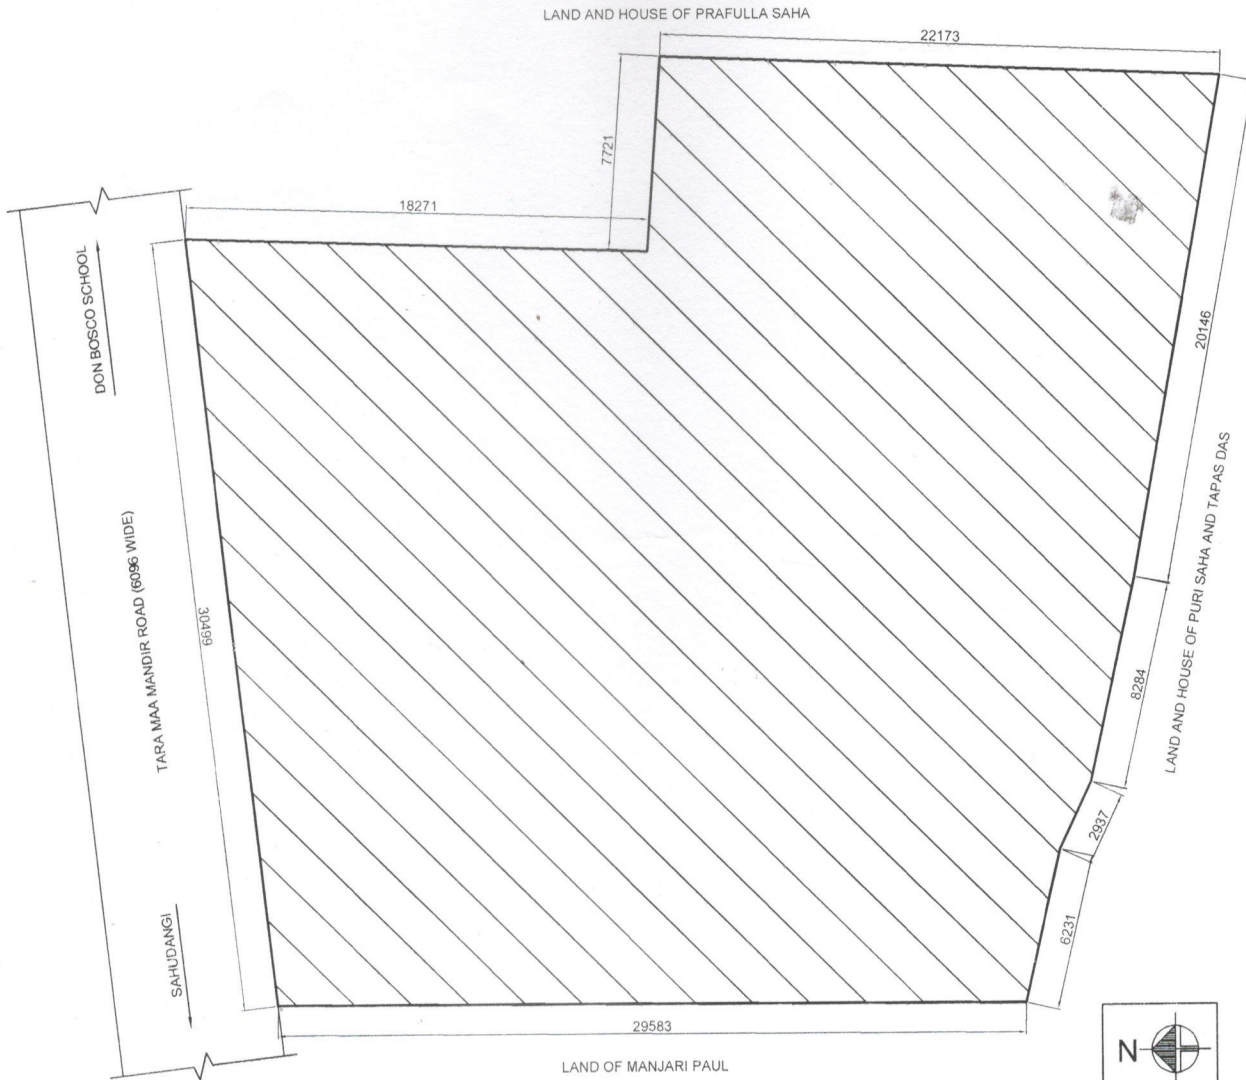 LAND AND HOUSE OF PRAFULLA SAHA
22173
7721
18271
DON BOSCO SCHOOL
20146
TARA MAA MANDIR ROAD (6096 WIDE)
30499
LAND AND HOUSE OF PURI SAHA AND TAPAS DAS
8284
2937
6231
SAHUDANGI
29583
LAND OF MANJARI PAUL
N